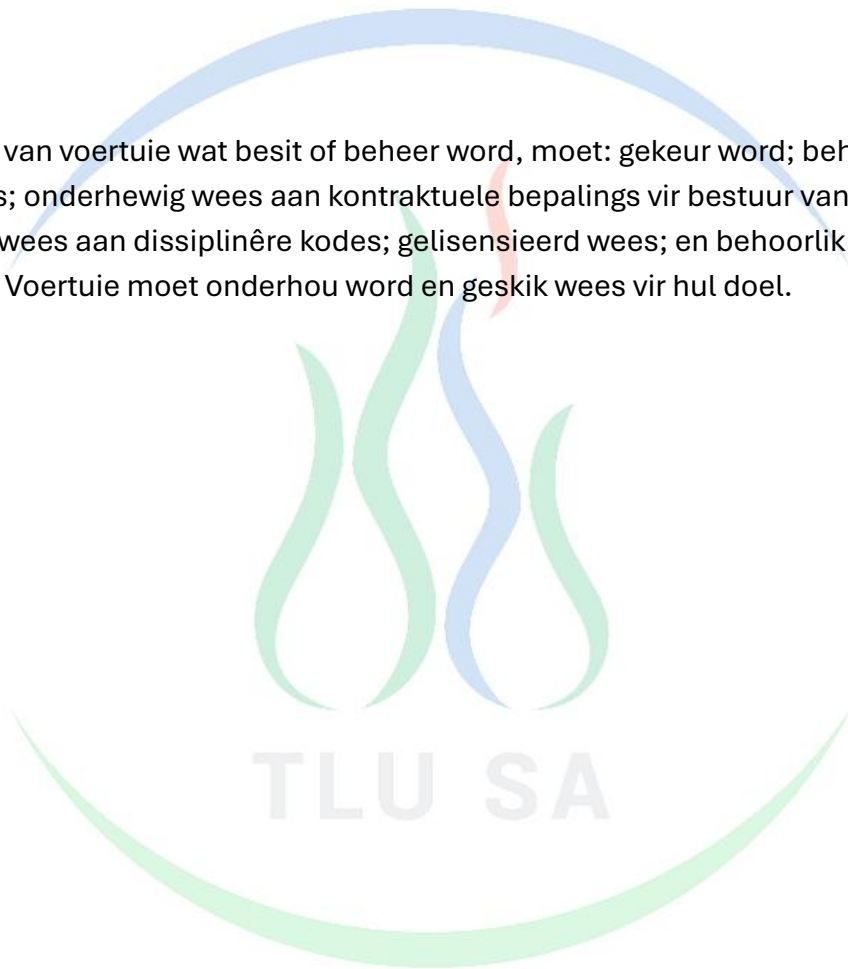 van voertuie wat besit of beheer word, moet: gekeur word; beh
s; onderhewig wees aan kontraktuele bepalings vir bestuur van
wees aan dissiplinêre kodes; gelisensieerd wees; en behoorlik
Voertuie moet onderhou word en geskik wees vir hul doel.
TLU SA